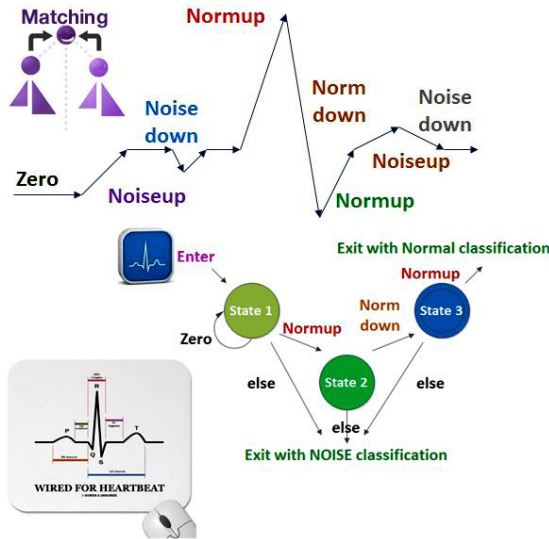 Matching
Normup
Noise
down
Norm
down
Noise
down
Zero
Noiseup
Noiseup
Normup
Exit with Normal classification
Enter
Normup
State 1
Norm
down
State 3
Zero
Normup
State 2
else
else
else
Exit with NOISE classification
R
P
T
Q
S
WIRED FOR HEARTBEAT